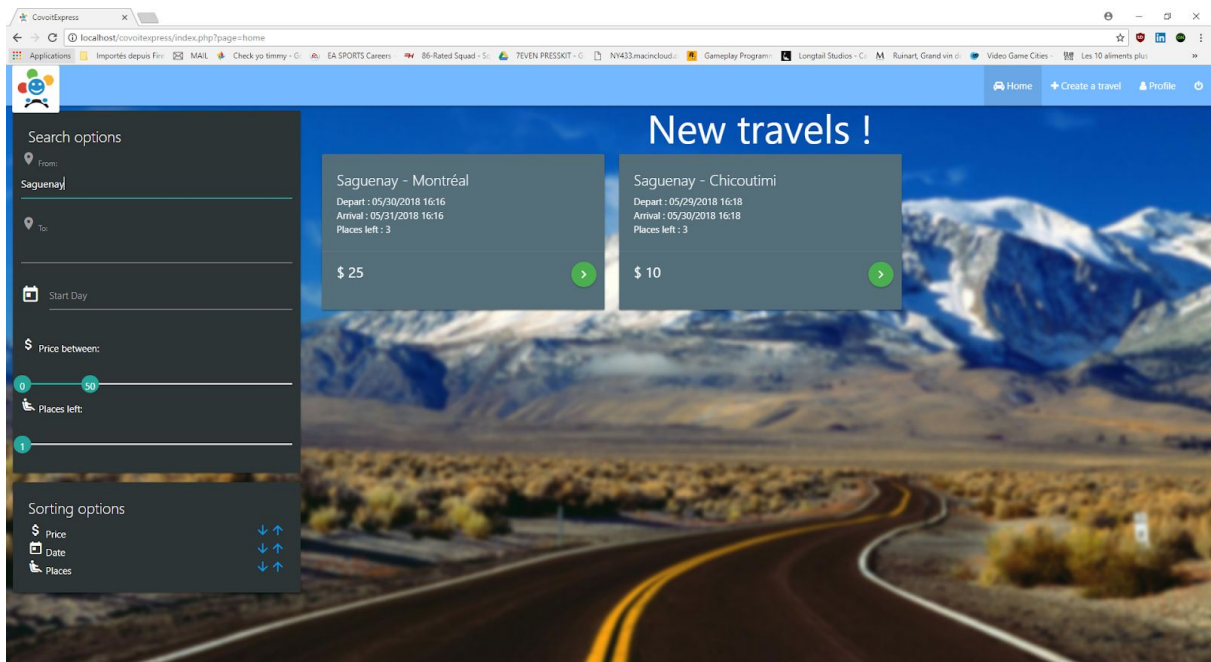 CovoitExpress
localhost/covoitexpress/index.php?page=home
Applications Importés depuis Fire MAIL Check yo timmy - G EA SPORTS Careers 86-Rated Squad - Sc 7EVEN PRESSKIT - G NY433.macincloud.c Gameplay Programm Longtail Studios - Co Ruinart, Grand vin de Video Game Cities - Les 10 aliments plus »
Home Create a travel Profile
New travels !
Search options
From:
Saguenay
To:
Start Day
Price between:
0 50
Places left:
1
Sorting options
Price
Date
Places
Saguenay - Montréal
Depart : 05/30/2018 16:16
Arrival : 05/31/2018 16:16
Places left : 3
$ 25
Saguenay - Chicoutimi
Depart : 05/29/2018 16:18
Arrival : 05/30/2018 16:18
Places left : 3
$ 10